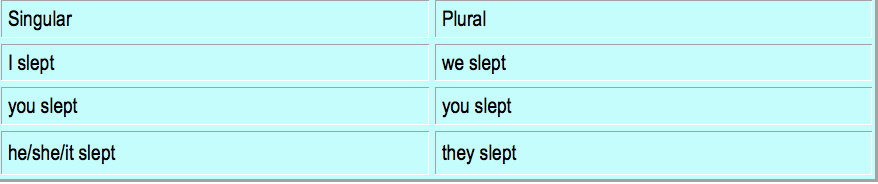 Singular Plural
I slept we slept
you slept you slept
he/she/it slept they slept